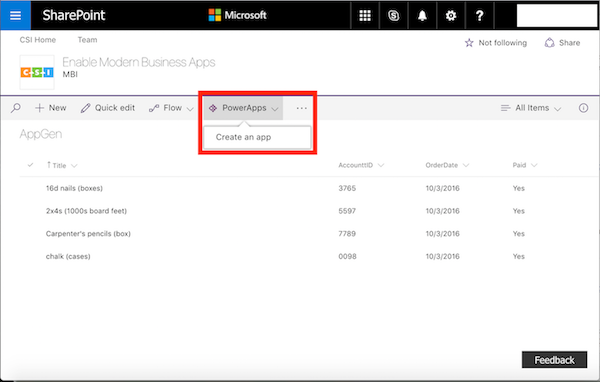 SharePoint Microsoft ?
CSI Home Team Not following Share
C-S-I Enable Modern Business Apps
MBI
New Quick edit Flow PowerApps ... All Items
Create an app
AppGen
Title AccountID OrderDate Paid
16d nails (boxes) 3765 10/3/2016 Yes
2x4s (1000s board feet) 5597 10/3/2016 Yes
Carpenter's pencils (box) 7789 10/3/2016 Yes
chalk (cases) 0098 10/3/2016 Yes
Feedback